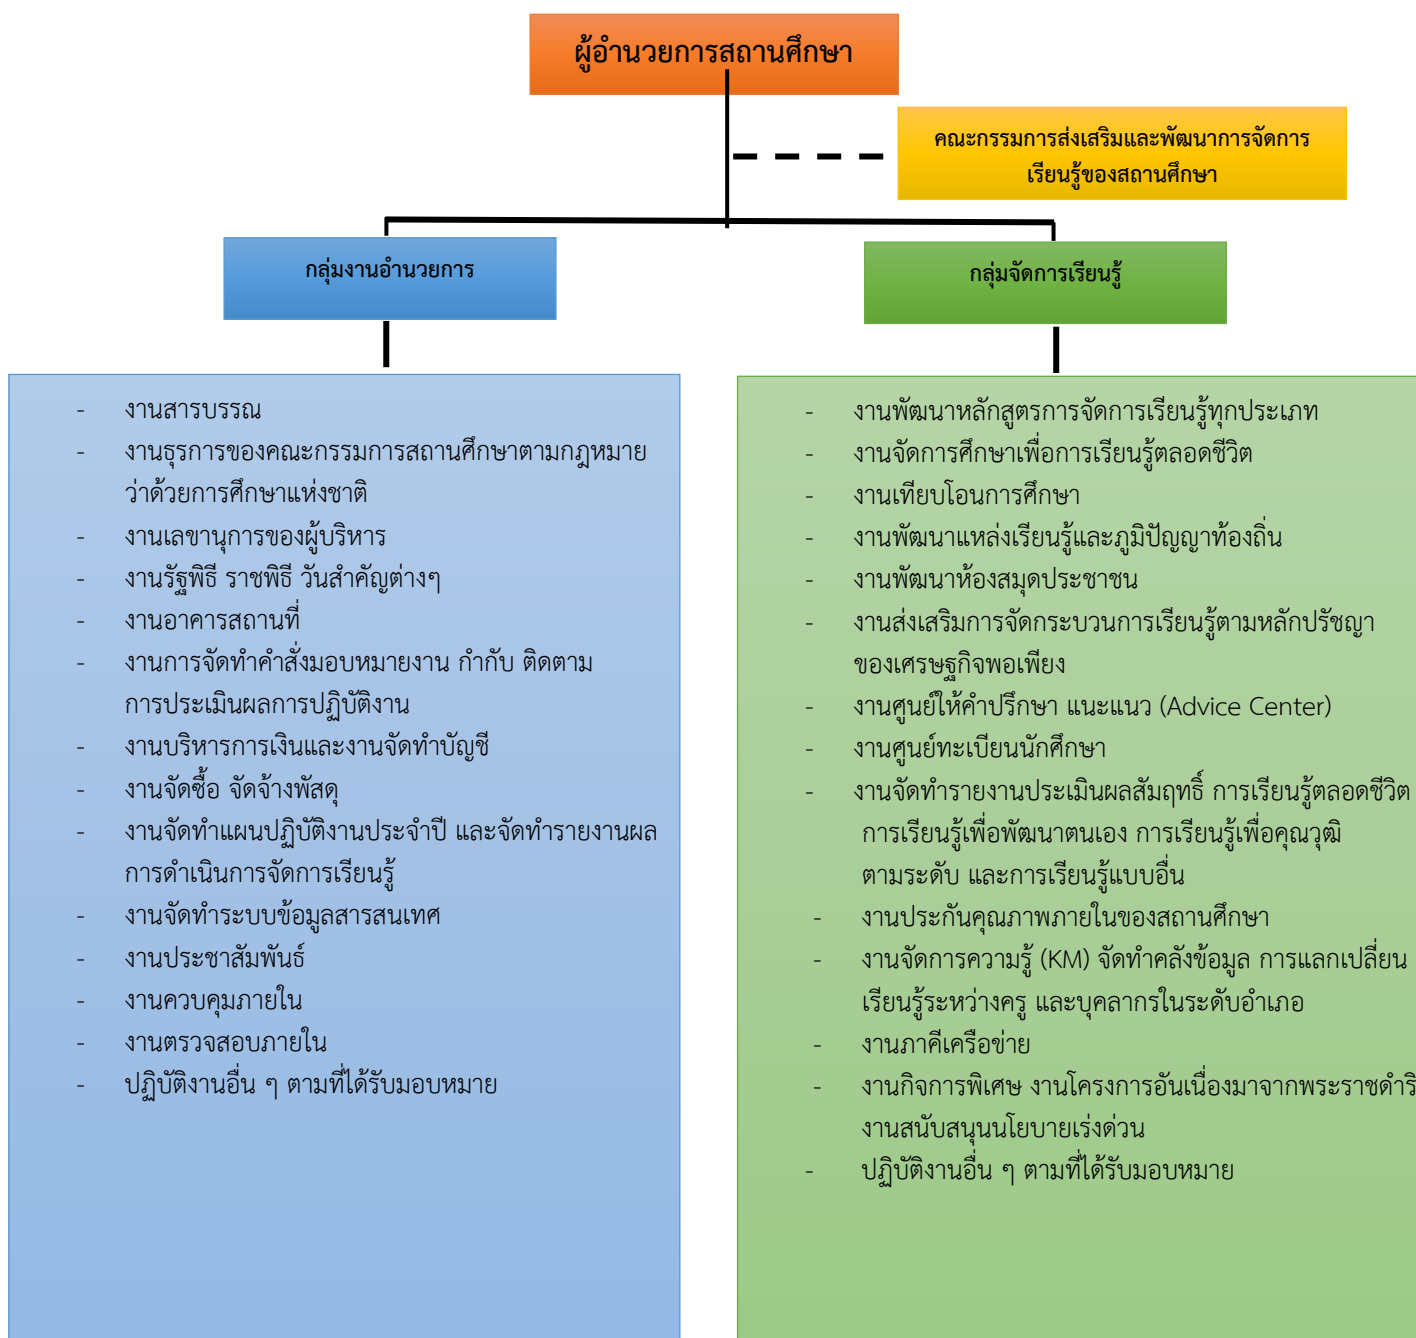 ผู้อำนวยการสถานศึกษา
คณะกรรมการส่งเสริมและพัฒนาการจัดการ
เรียนรู้ของสถานศึกษา
กลุ่มงานอำนวยการ
- งานสารบรรณ
- งานธุรการของคณะกรรมการสถานศึกษาตามกฎหมาย
ว่าด้วยการศึกษาแห่งชาติ
- งานเลขานุการของผู้บริหาร
- งานรัฐพิธี ราชพิธี วันสำคัญต่างๆ
- งานอาคารสถานที่
- งานการจัดทำคำสั่งมอบหมายงาน กำกับ ติดตาม
การประเมินผลการปฏิบัติงาน
- งานบริหารการเงินและงานจัดทำบัญชี
- งานจัดซื้อ จัดจ้างพัสดุ
- งานจัดทำแผนปฏิบัติงานประจำปี และจัดทำรายงานผล
การดำเนินการจัดการเรียนรู้
- งานจัดทำระบบข้อมูลสารสนเทศ
- งานประชาสัมพันธ์
- งานควบคุมภายใน
- งานตรวจสอบภายใน
- ปฏิบัติงานอื่น ๆ ตามที่ได้รับมอบหมาย
กลุ่มจัดการเรียนรู้
- งานพัฒนาหลักสูตรการจัดการเรียนรู้ทุกประเภท
- งานจัดการศึกษาเพื่อการเรียนรู้ตลอดชีวิต
- งานเทียบโอนการศึกษา
- งานพัฒนาแหล่งเรียนรู้และภูมิปัญญาท้องถิ่น
- งานพัฒนาห้องสมุดประชาชน
- งานส่งเสริมการจัดกระบวนการเรียนรู้ตามหลักปรัชญา
ของเศรษฐกิจพอเพียง
- งานศูนย์ให้คำปรึกษา แนะแนว (Advice Center)
- งานศูนย์ทะเบียนนักศึกษา
- งานจัดทำรายงานประเมินผลสัมฤทธิ์ การเรียนรู้ตลอดชีวิต
การเรียนรู้เพื่อพัฒนาตนเอง การเรียนรู้เพื่อคุณวุฒิ
ตามระดับ และการเรียนรู้แบบอื่น
- งานประกันคุณภาพภายในของสถานศึกษา
- งานจัดการความรู้ (KM) จัดทำคลังข้อมูล การแลกเปลี่ยน
เรียนรู้ระหว่างครู และบุคลากรในระดับอำเภอ
- งานภาคีเครือข่าย
- งานกิจการพิเศษ งานโครงการอันเนื่องมาจากพระราชดำริ
งานสนับสนุนนโยบายเร่งด่วน
- ปฏิบัติงานอื่น ๆ ตามที่ได้รับมอบหมาย